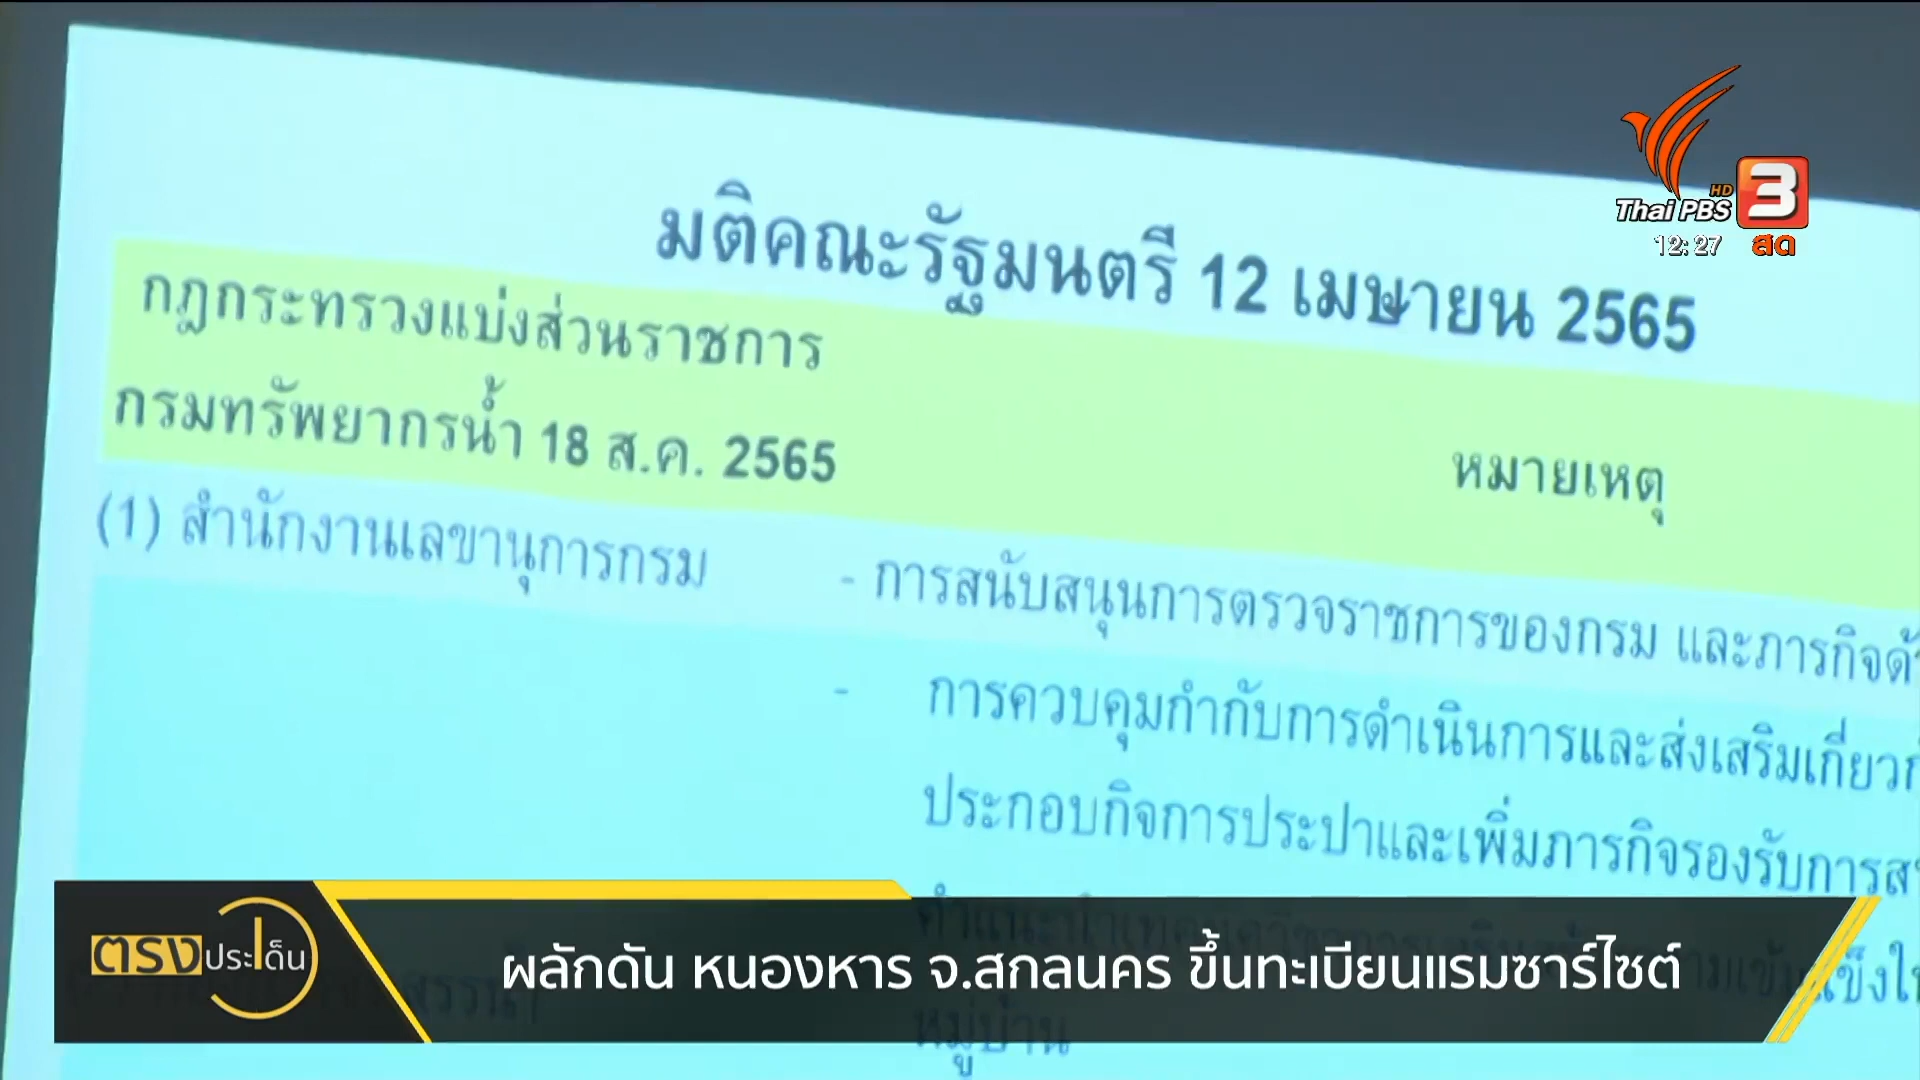 Thai PBS HD 3
12:27 สด
มติคณะรัฐมนตรี 12 เมษายน 2565
กฎกระทรวงแบ่งส่วนราชการ
กรมทรัพยากรน้ำ 18 ส.ค. 2565
หมายเหตุ
(1) สำนักงานเลขานุการกรม
- การสนับสนุนการตรวจราชการของกรม และภารกิจด้
- การควบคุมกำกับการดำเนินการและส่งเสริมเกี่ยวกั
ประกอบกิจการประปาและเพิ่มภารกิจรองรับการส
หมู่บ้าน
ตรงประเด็น
ผลักดัน หนองหาร จ.สกลนคร ขึ้นทะเบียนแรมซาร์ไซต์